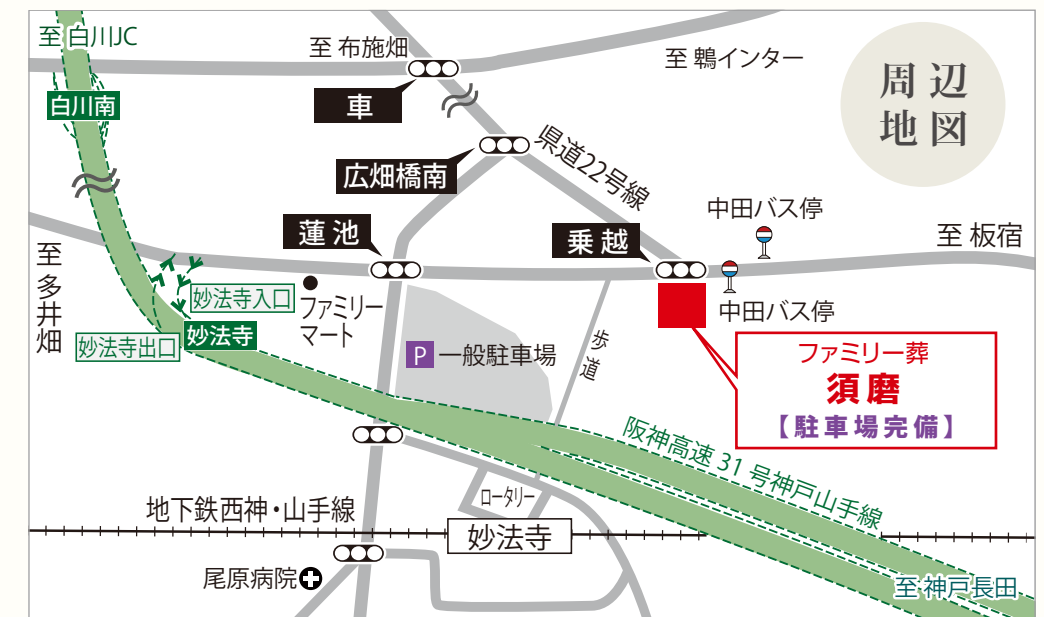 至 白川JC
至 布施畑
至 鵯インター
周辺
地図
白川南
車
広畑橋南
県道22号線
蓮池
乗越
中田バス停
至 板宿
至 多井畑
妙法寺入口
ファミリー
マート
中田バス停
妙法寺出口
妙法寺
P 一般駐車場
歩道
ファミリー葬
須磨
【駐車場完備】
阪神高速 31 号神戸山手線
ロータリー
地下鉄西神・山手線
妙法寺
尾原病院
至 神戸長田